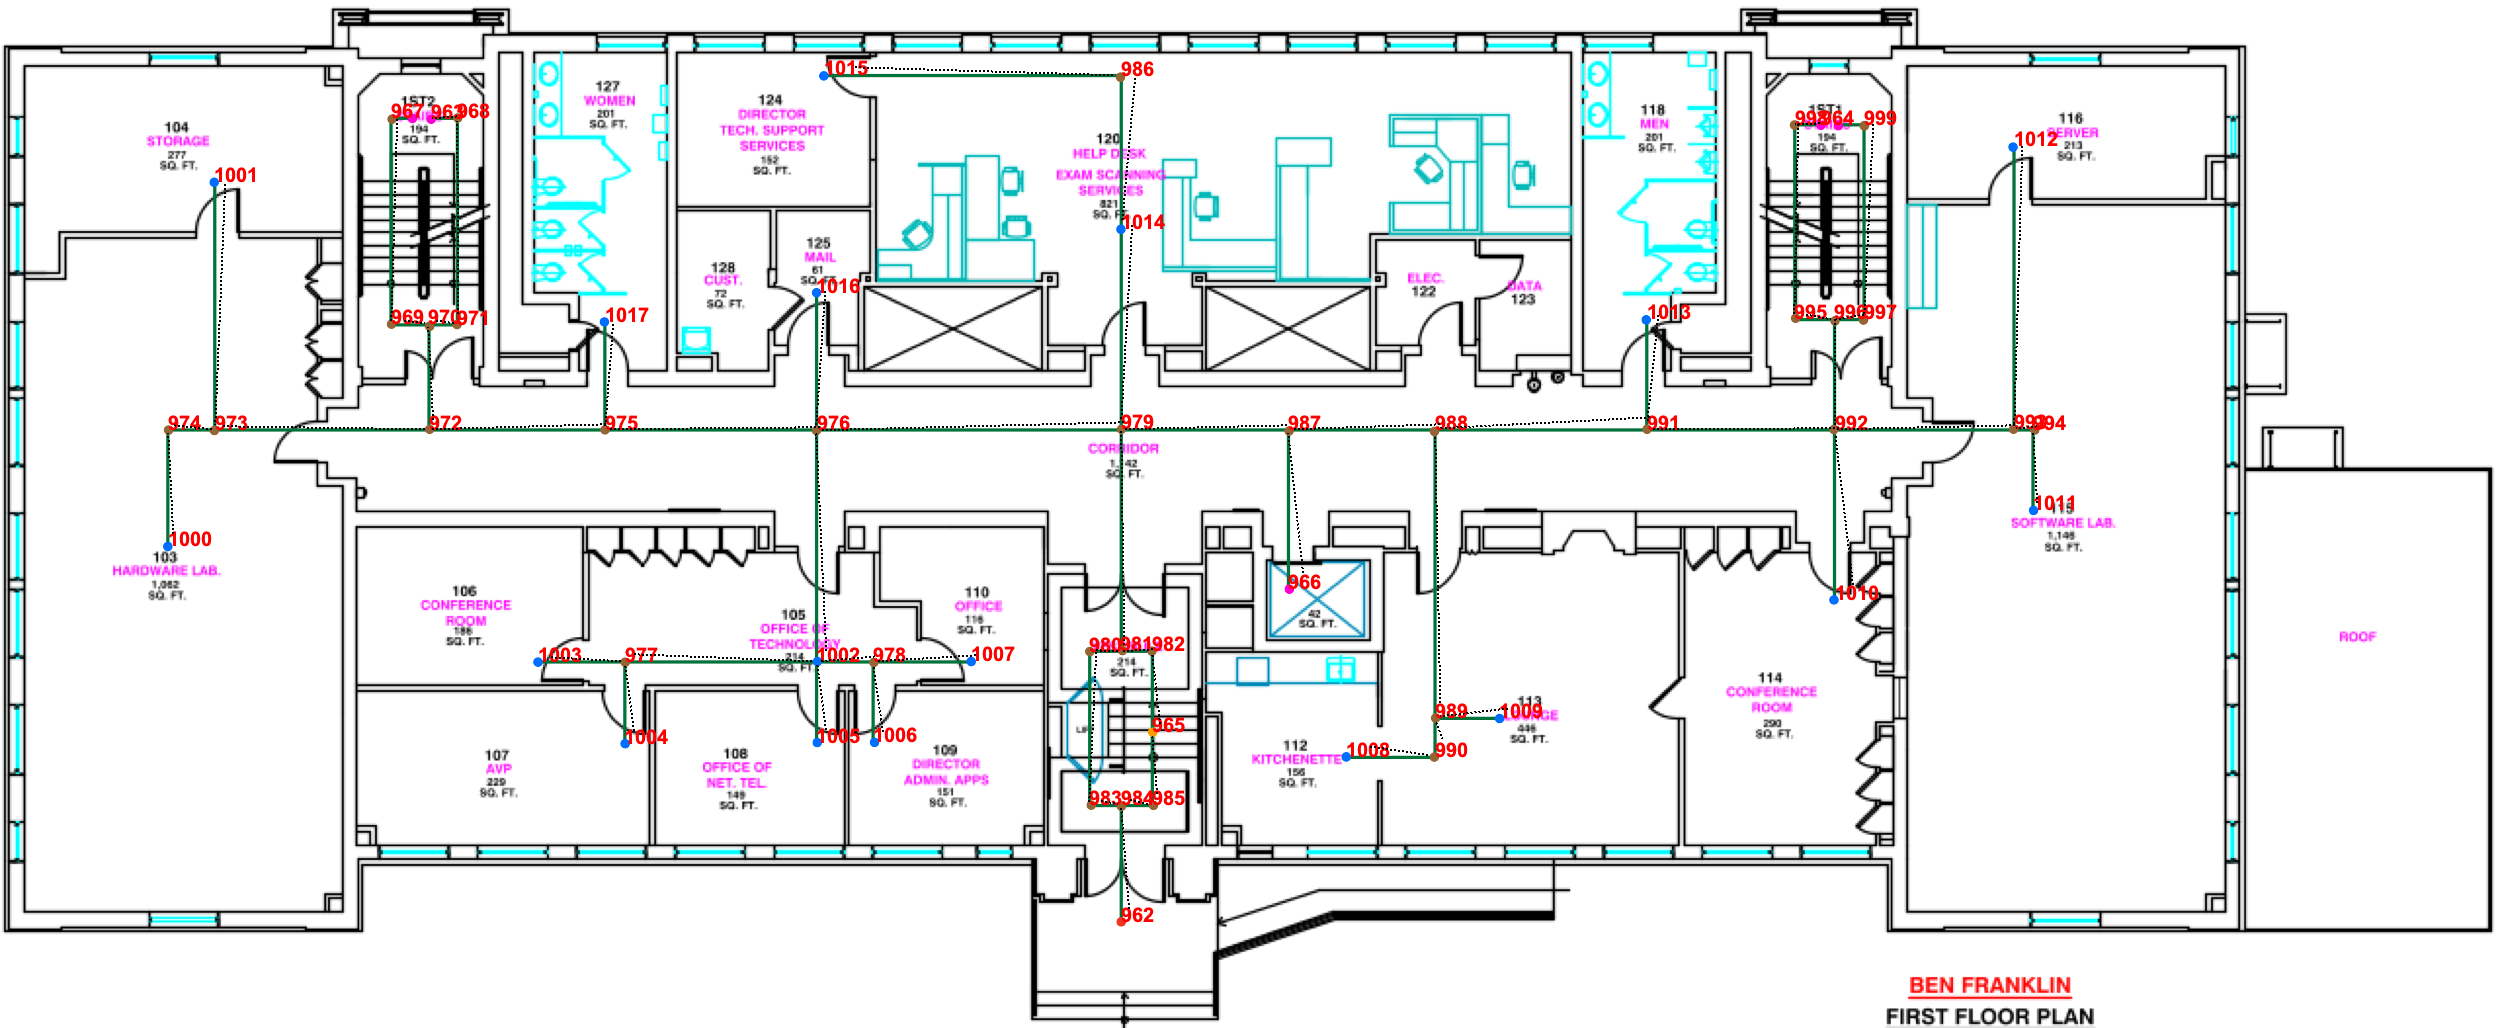 1015
986
127
WOMEN
201
SQ. FT.
124
DIRECTOR
TECH. SUPPORT
SERVICES
152
SQ. FT.
1ST2
967
963
968
194
SQ. FT.
104
STORAGE
277
SQ. FT.
1001
120
HELP DESK
EXAM SCANNING
SERVICES
821
SQ. FT.
1014
118
MEN
201
SQ. FT.
1ST1
998
964
999
194
SQ. FT.
116
SERVER
213
SQ. FT.
1012
125
MAIL
61
SQ. FT.
1016
128
CUST.
72
SQ. FT.
ELEC.
122
DATA
123
969
970
971
1017
1013
995
996
997
974
973
972
975
976
979
987
988
991
992
993
994
CORRIDOR
SQ. FT.
1000
103
HARDWARE LAB.
1,062
SQ. FT.
1011
SOFTWARE LAB.
1,146
SQ. FT.
106
CONFERENCE
ROOM
186
SQ. FT.
105
OFFICE OF
TECHNOLOGY
214
SQ. FT.
110
OFFICE
116
SQ. FT.
966
42
SQ. FT.
1010
1003
977
1002
978
1007
980
981
982
214
SQ. FT.
ROOF
114
CONFERENCE
ROOM
290
SQ. FT.
989
1009
113
LOUNGE
446
SQ. FT.
965
1004
1005
1006
107
AVP
229
SQ. FT.
108
OFFICE OF
NET. TEL.
149
SQ. FT.
109
DIRECTOR
ADMIN. APPS
151
SQ. FT.
112
KITCHENETTE
156
SQ. FT.
1008
990
983
984
985
962
BEN FRANKLIN
FIRST FLOOR PLAN